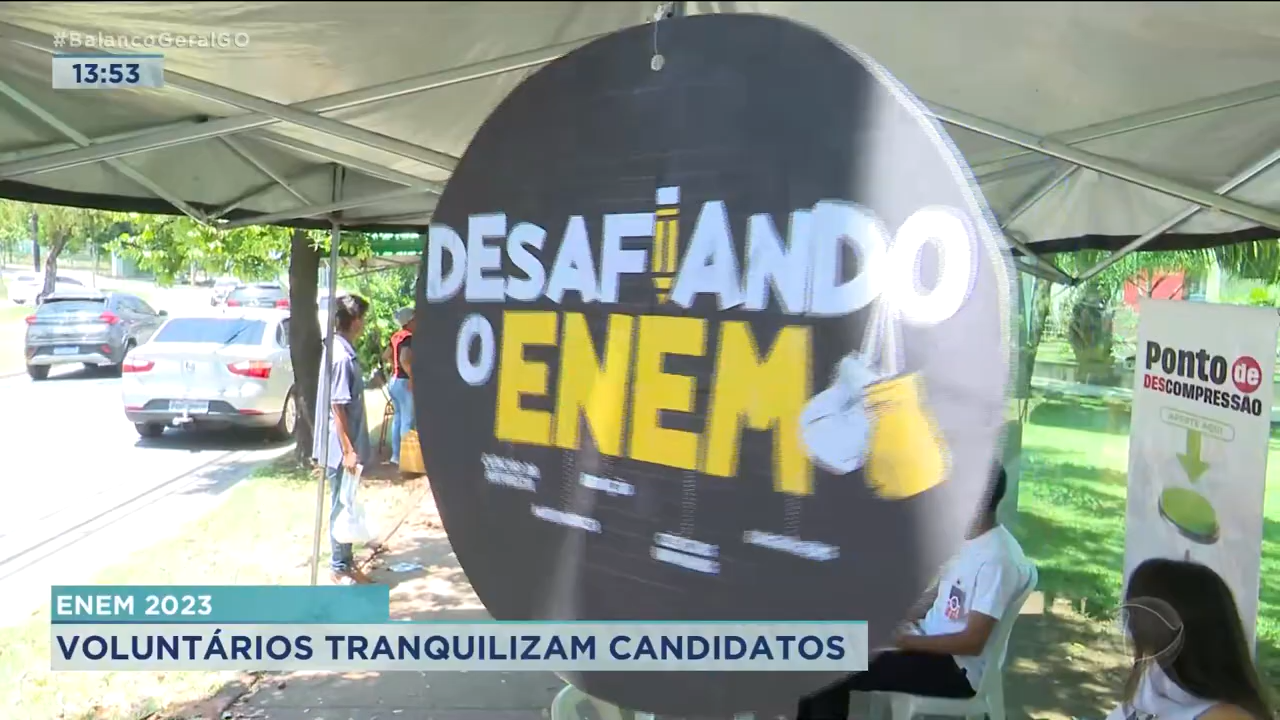 #BalancoGeralGO
13:53
DESAFIANDO
O ENEM
Ponto de
DESCOMPRESSÃO
APERTE AQUI
ENEM 2023
VOLUNTÁRIOS TRANQUILIZAM CANDIDATOS